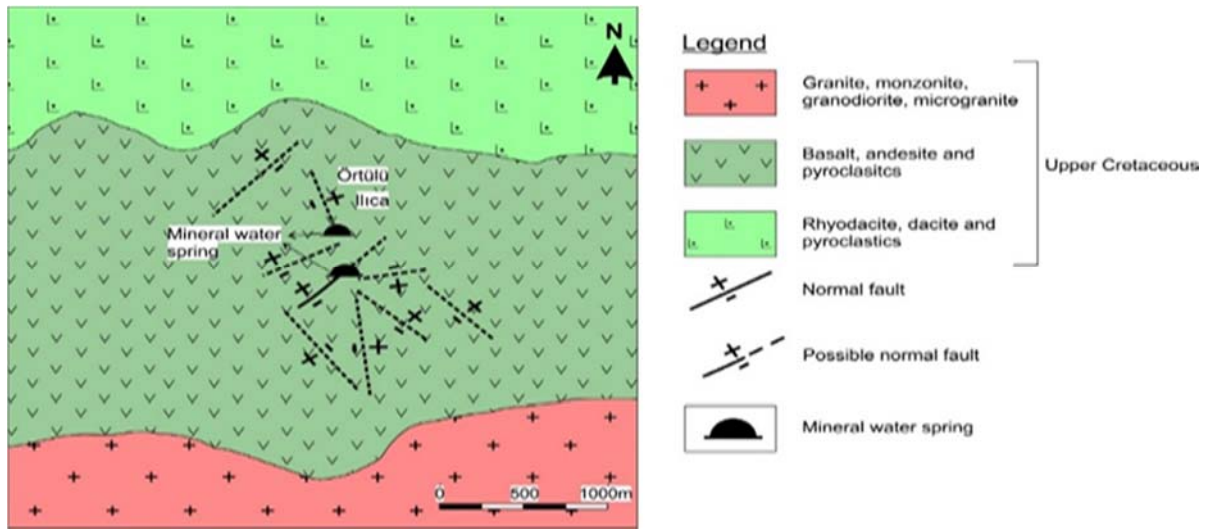 N
Örtülü
Ilıca
Mineral water
spring
0 500 1000m
Legend
Granite, monzonite,
granodiorite, microgranite
Basalt, andesite and
pyroclasitcs
Rhyodacite, dacite and
pyroclastics
Upper Cretaceous
Normal fault
Possible normal fault
Mineral water spring